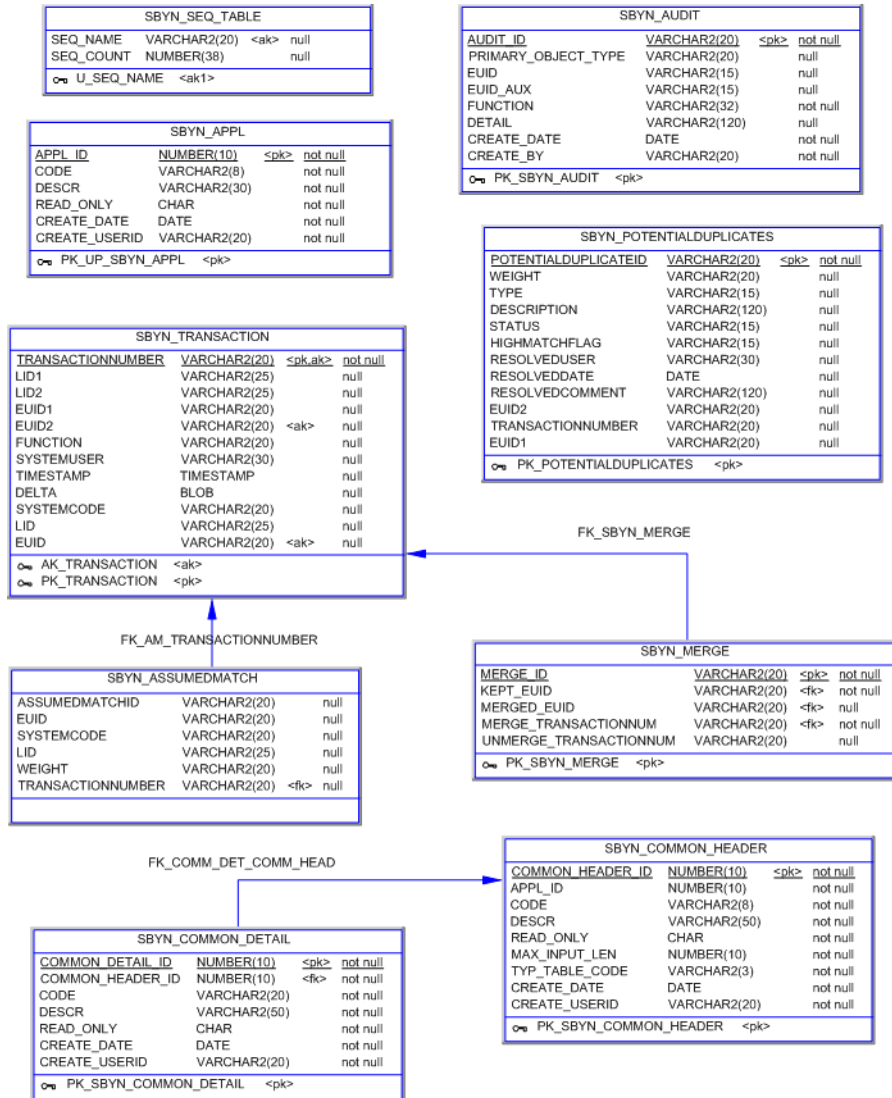 SBYN_SEQ_TABLE
SEQ_NAME VARCHAR2(20) <ak> null
SEQ_COUNT NUMBER(38) null
U_SEQ_NAME <ak1>
SBYN_AUDIT
AUDIT_ID VARCHAR2(20) <pk> not null
PRIMARY_OBJECT_TYPE VARCHAR2(20) null
EUID VARCHAR2(15) null
EUID_AUX VARCHAR2(15) null
FUNCTION VARCHAR2(32) not null
DETAIL VARCHAR2(120) null
CREATE_DATE DATE not null
CREATE_BY VARCHAR2(20) not null
PK_SBYN_AUDIT <pk>
SBYN_APPL
APPL_ID NUMBER(10) <pk> not null
CODE VARCHAR2(8) not null
DESCR VARCHAR2(30) not null
READ_ONLY CHAR not null
CREATE_DATE DATE not null
CREATE_USERID VARCHAR2(20) not null
PK_UP_SBYN_APPL <pk>
SBYN_POTENTIALDUPLICATES
POTENTIALDUPLICATEID VARCHAR2(20) <pk> not null
WEIGHT VARCHAR2(20) null
TYPE VARCHAR2(15) null
DESCRIPTION VARCHAR2(120) null
STATUS VARCHAR2(15) null
HIGHMATCHFLAG VARCHAR2(15) null
RESOLVEDUSER VARCHAR2(30) null
RESOLVEDDATE DATE null
RESOLVEDCOMMENT VARCHAR2(120) null
EUID2 VARCHAR2(20) null
TRANSACTIONNUMBER VARCHAR2(20) null
EUID1 VARCHAR2(20) null
PK_POTENTIALDUPLICATES <pk>
SBYN_TRANSACTION
TRANSACTIONNUMBER VARCHAR2(20) <pk,ak> not null
LID1 VARCHAR2(25) null
LID2 VARCHAR2(25) null
EUID1 VARCHAR2(20) null
EUID2 VARCHAR2(20) <ak> null
FUNCTION VARCHAR2(20) null
SYSTEMUSER VARCHAR2(30) null
TIMESTAMP TIMESTAMP null
DELTA BLOB null
SYSTEMCODE VARCHAR2(20) null
LID VARCHAR2(25) null
EUID VARCHAR2(20) <ak> null
AK_TRANSACTION <ak>
PK_TRANSACTION <pk>
FK_SBYN_MERGE
FK_AM_TRANSACTIONNUMBER
SBYN_ASSUMEDMATCH
ASSUMEDMATCHID VARCHAR2(20) null
EUID VARCHAR2(20) null
SYSTEMCODE VARCHAR2(20) null
LID VARCHAR2(25) null
WEIGHT VARCHAR2(20) null
TRANSACTIONNUMBER VARCHAR2(20) <fk> null
SBYN_MERGE
MERGE_ID VARCHAR2(20) <pk> not null
KEPT_EUID VARCHAR2(20) <fk> not null
MERGED_EUID VARCHAR2(20) <fk> null
MERGE_TRANSACTIONNUM VARCHAR2(20) <fk> not null
UNMERGE_TRANSACTIONNUM VARCHAR2(20) null
PK_SBYN_MERGE <pk>
FK_COMM_DET_COMM_HEAD
SBYN_COMMON_HEADER
COMMON_HEADER_ID NUMBER(10) <pk> not null
APPL_ID NUMBER(10) not null
CODE VARCHAR2(8) not null
DESCR VARCHAR2(50) not null
READ_ONLY CHAR not null
MAX_INPUT_LEN NUMBER(10) not null
TYP_TABLE_CODE VARCHAR2(3) not null
CREATE_DATE DATE not null
CREATE_USERID VARCHAR2(20) not null
PK_SBYN_COMMON_HEADER <pk>
SBYN_COMMON_DETAIL
COMMON_DETAIL_ID NUMBER(10) <pk> not null
COMMON_HEADER_ID NUMBER(10) <fk> not null
CODE VARCHAR2(20) not null
DESCR VARCHAR2(50) not null
READ_ONLY CHAR not null
CREATE_DATE DATE not null
CREATE_USERID VARCHAR2(20) not null
PK_SBYN_COMMON_DETAIL <pk>